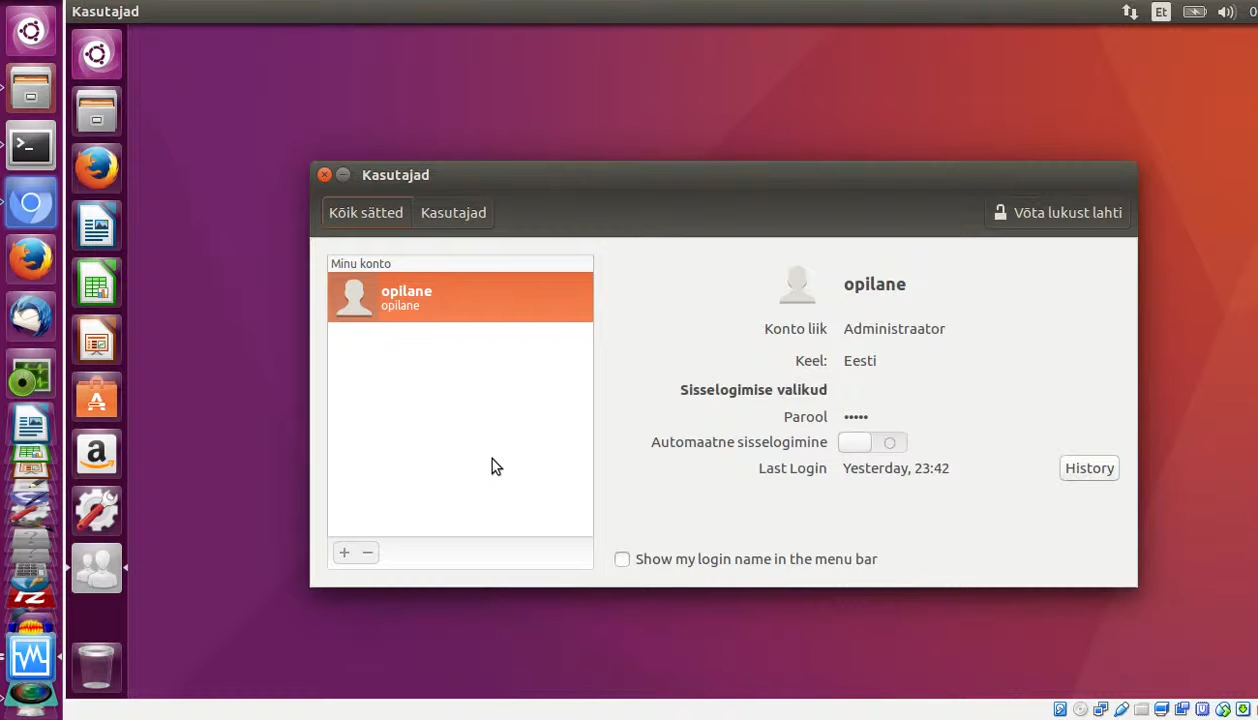 Kasutajad
Et
Kasutajad
Kõik sätted
Kasutajad
Võta lukust lahti
Minu konto
opilane
opilane
opilane
Konto liik Administraator
Keel: Eesti
Sisselogimise valikud
Parool •••••
Automaatne sisselogimine
Last Login Yesterday, 23:42
History
Show my login name in the menu bar